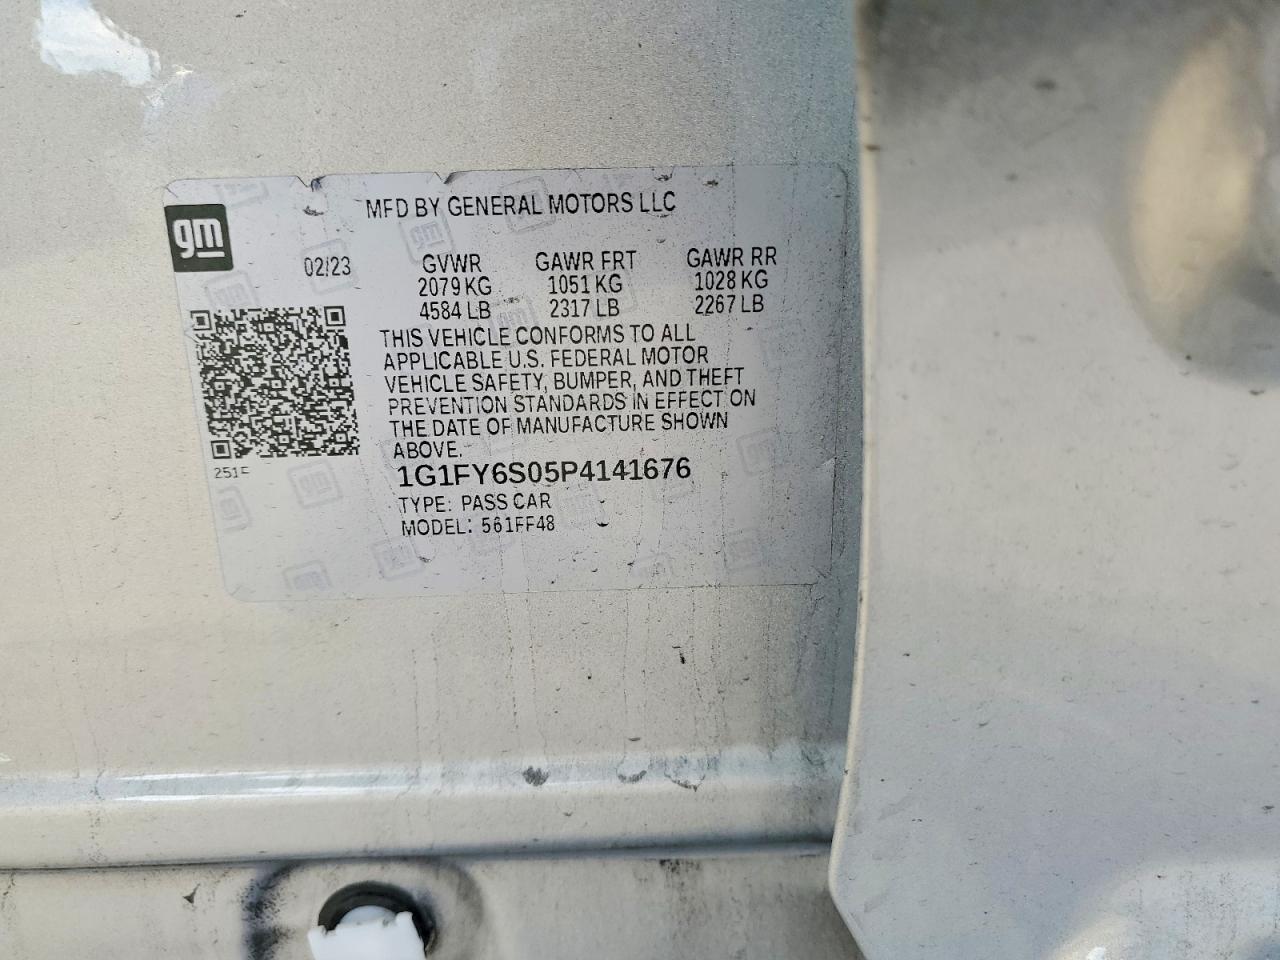 MFD BY GENERAL MOTORS LLC
gm
02/23
GVWR GAWR FRT GAWR RR
2079 KG 1051 KG 1028 KG
4584 LB 2317 LB 2267 LB
THIS VEHICLE CONFORMS TO ALL
APPLICABLE U.S. FEDERAL MOTOR
VEHICLE SAFETY, BUMPER, AND THEFT
PREVENTION STANDARDS IN EFFECT ON
THE DATE OF MANUFACTURE SHOWN
ABOVE.
1G1FY6S05P4141676
TYPE: PASS CAR
MODEL: 561FF48